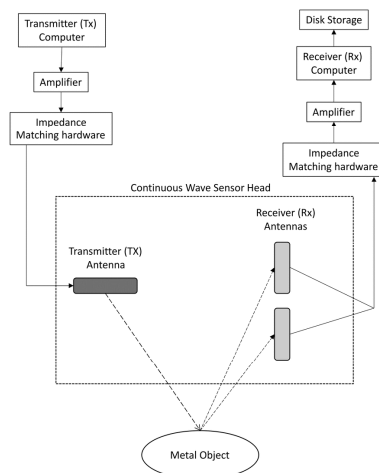 Transmitter (Tx)
Computer
Amplifier
Impedance
Matching hardware
Disk Storage
Receiver (Rx)
Computer
Amplifier
Impedance
Matching hardware
Continuous Wave Sensor Head
Transmitter (TX)
Antenna
Receiver (Rx)
Antennas
Metal Object